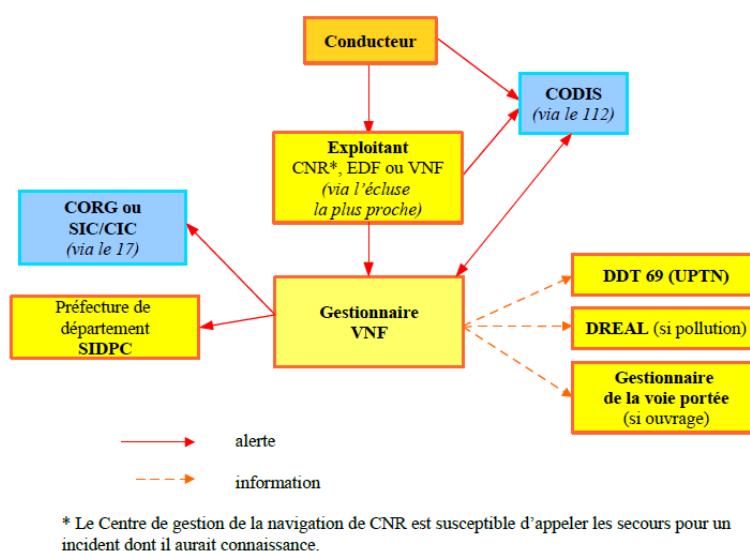 Conducteur
CODIS
(via le 112)
Exploitant
CNR*, EDF ou VNF
(via l'écluse
la plus proche)
CORG ou
SIC/CIC
(via le 17)
Préfecture de
département
SIDPC
Gestionnaire
VNF
DDT 69 (UPTN)
DREAL (si pollution)
Gestionnaire
de la voie portée
(si ouvrage)
alerte
information
* Le Centre de gestion de la navigation de CNR est susceptible d'appeler les secours pour un
incident dont il aurait connaissance.